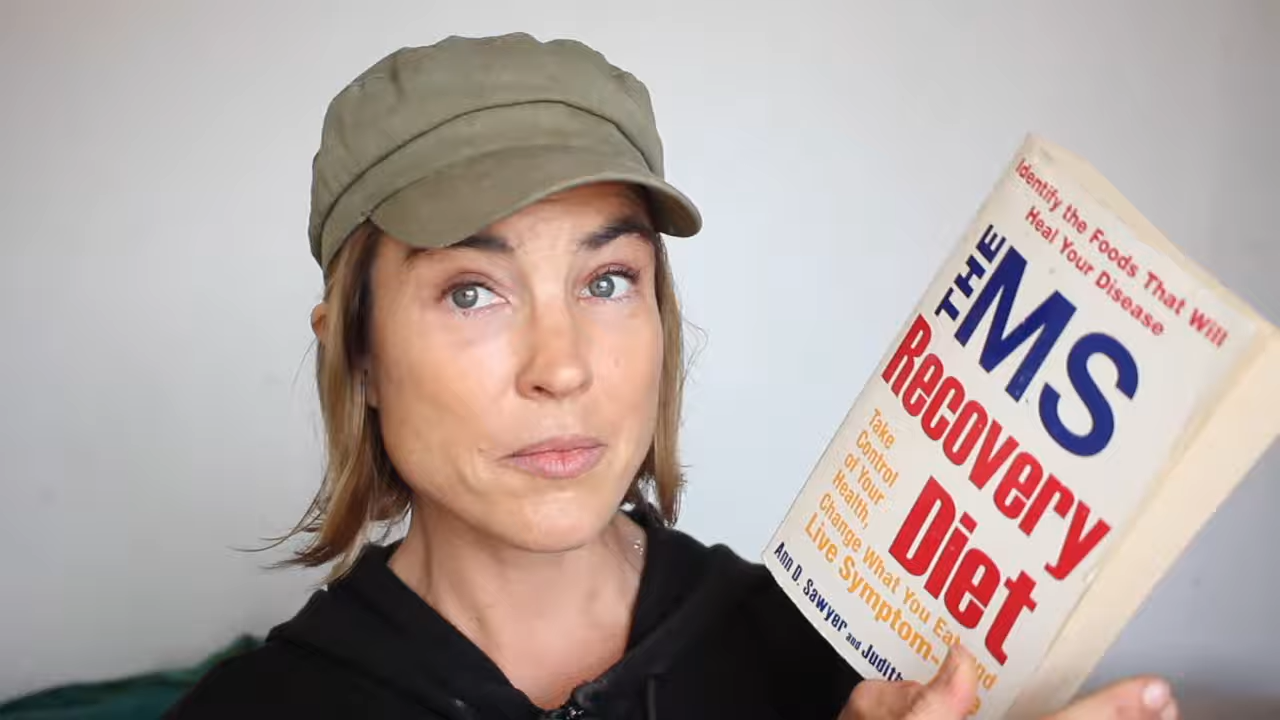 Identify the Foods That Will
Heal Your Disease
THE
MS
Recovery
Diet
Take
Control
of Your
Health,
Change What You Eat
Live Symptom-
Ann D. Sawyer and Judith